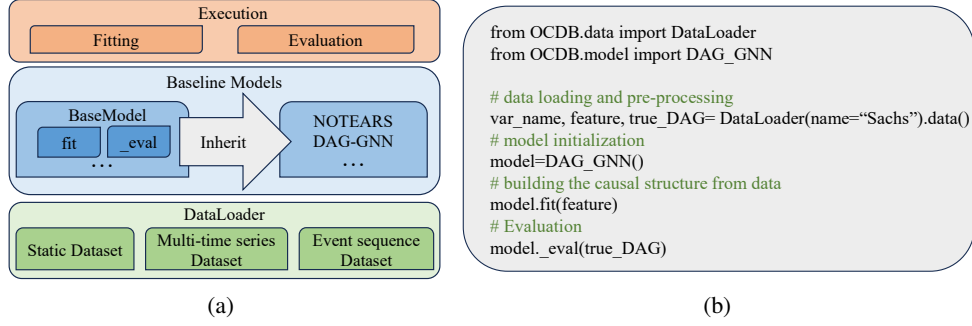 Execution
Fitting
Evaluation
Baseline Models
BaseModel
fit
_eval
...
Inherit
NOTEARS
DAG-GNN
...
DataLoader
Static Dataset
Multi-time series
Dataset
Event sequence
Dataset
(a)
from OCDB.data import DataLoader
from OCDB.model import DAG_GNN
# data loading and pre-processing
var_name, feature, true_DAG= DataLoader(name=“Sachs”).data()
# model initialization
model=DAG_GNN()
# building the causal structure from data
model.fit(feature)
# Evaluation
model._eval(true_DAG)
(b)